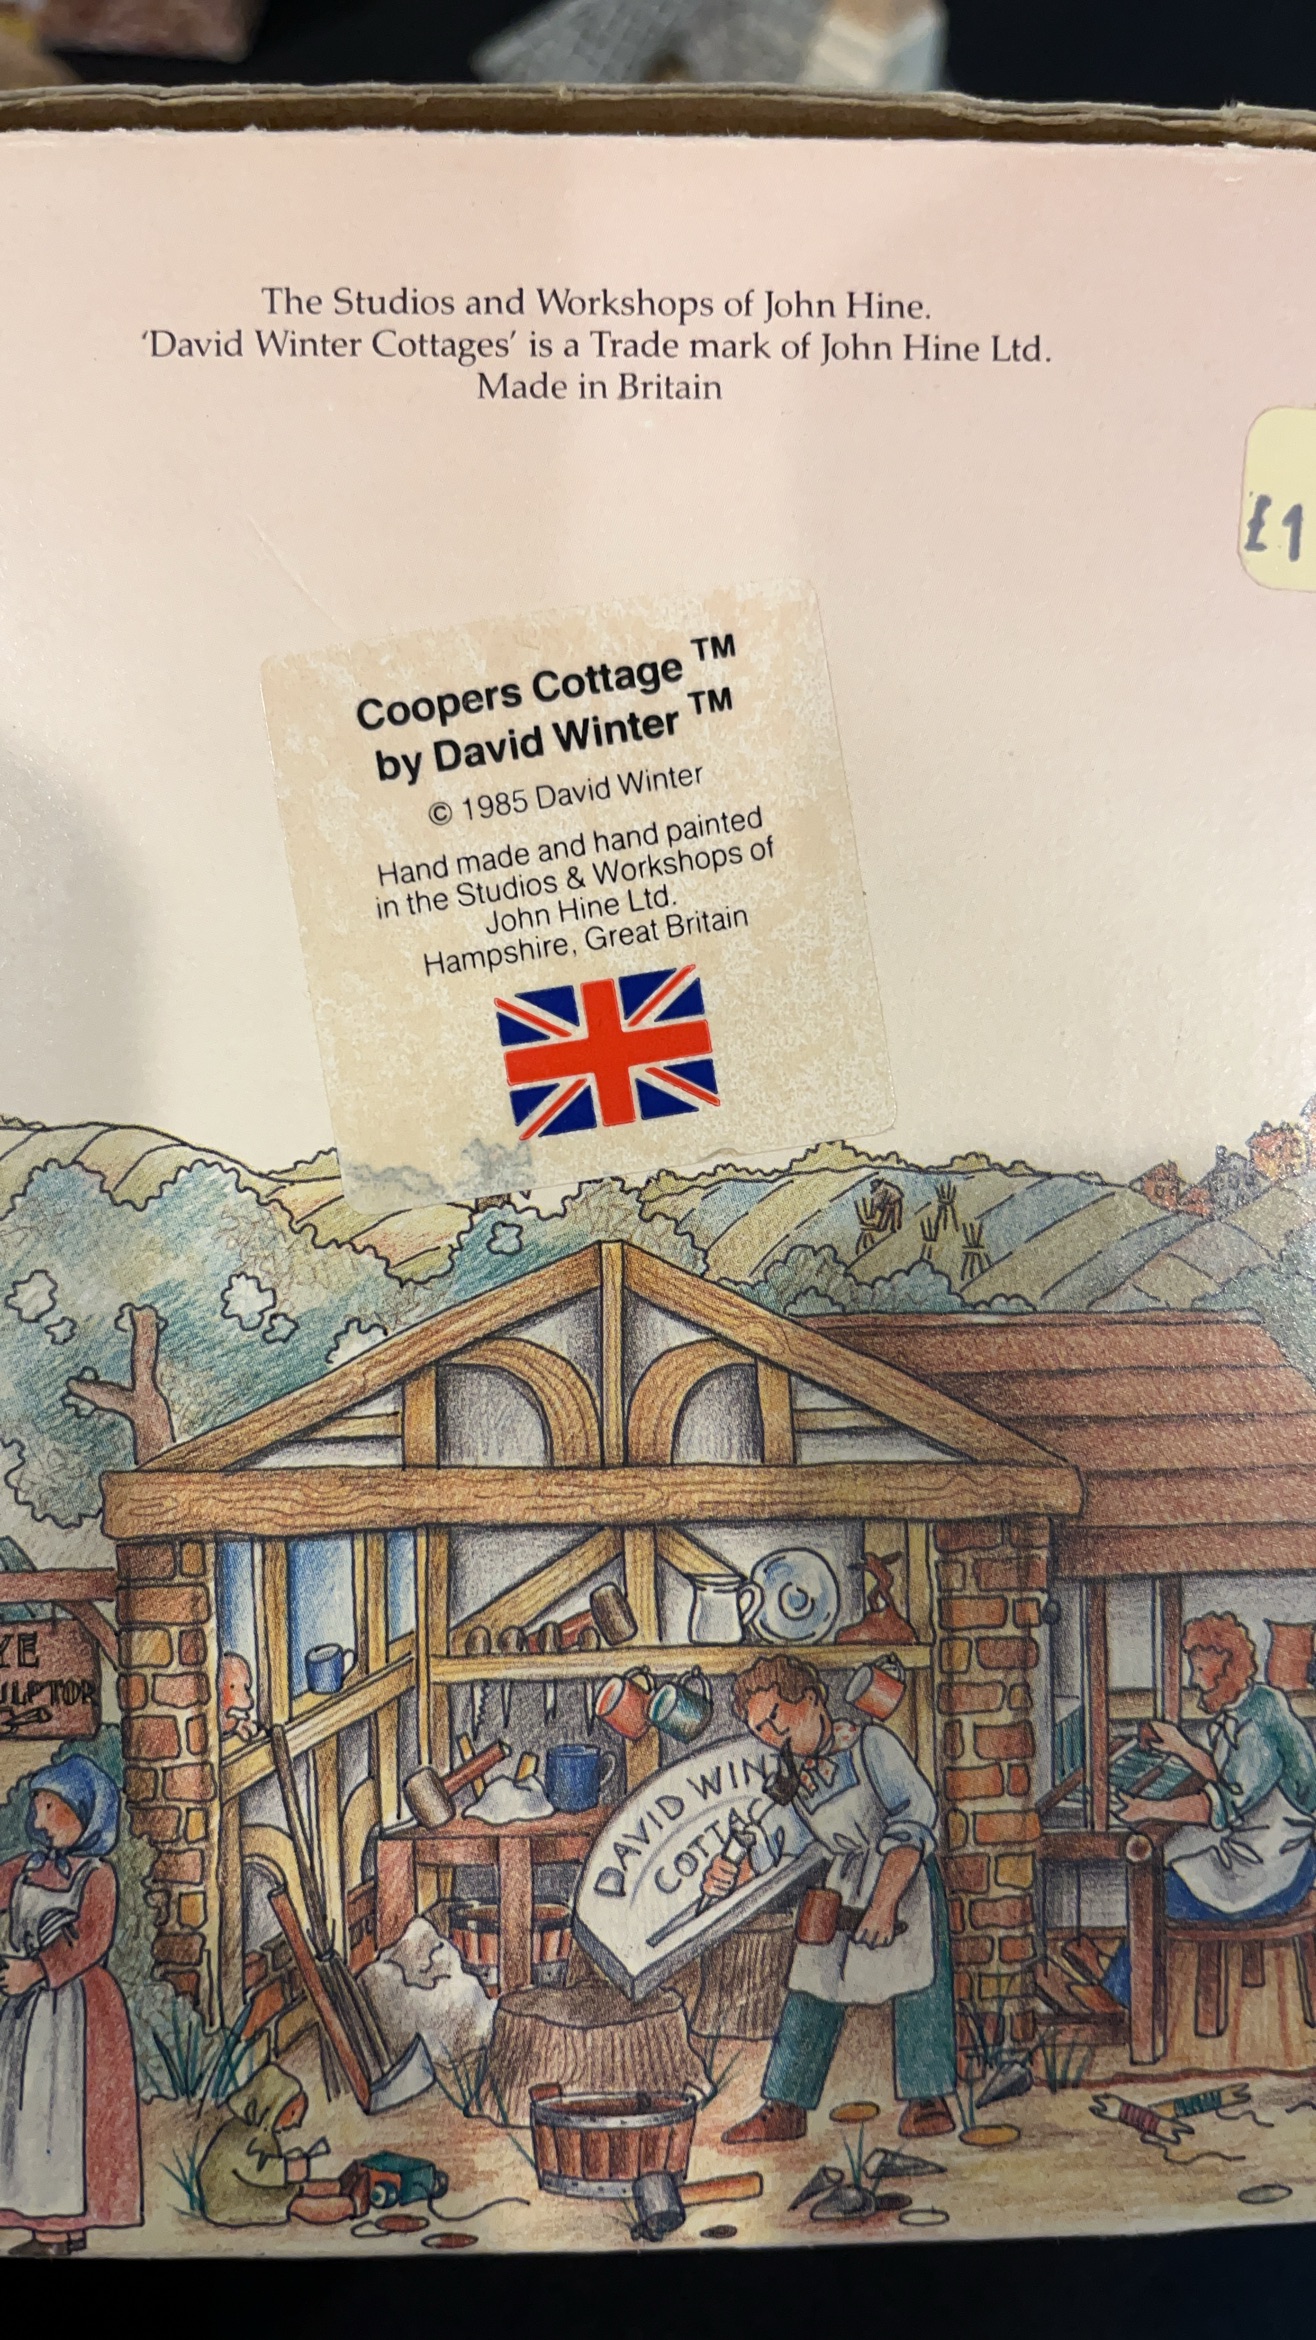 The Studios and Workshops of John Hine.
'David Winter Cottages' is a Trade mark of John Hine Ltd.
Made in Britain
£1
Coopers Cottage TM
by David Winter TM
© 1985 David Winter
Hand made and hand painted
in the Studios & Workshops of
John Hine Ltd.
Hampshire, Great Britain
YE
ULPTOR
DAVID WIN
COTTAG